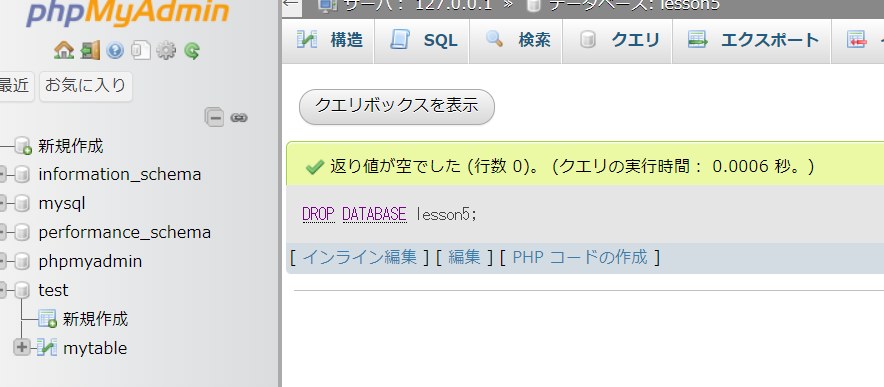 phpMyAdmin
最近 お気に入り
新規作成
information_schema
mysql
performance_schema
phpmyadmin
test
新規作成
mytable
サーバ: 127.0.0.1 » データベース: lesson5
構造 SQL 検索 クエリ エクスポート
クエリボックスを表示
返り値が空でした (行数 0)。 (クエリの実行時間: 0.0006 秒。)
DROP DATABASE lesson5;
[ インライン編集 ] [ 編集 ] [ PHP コードの作成 ]